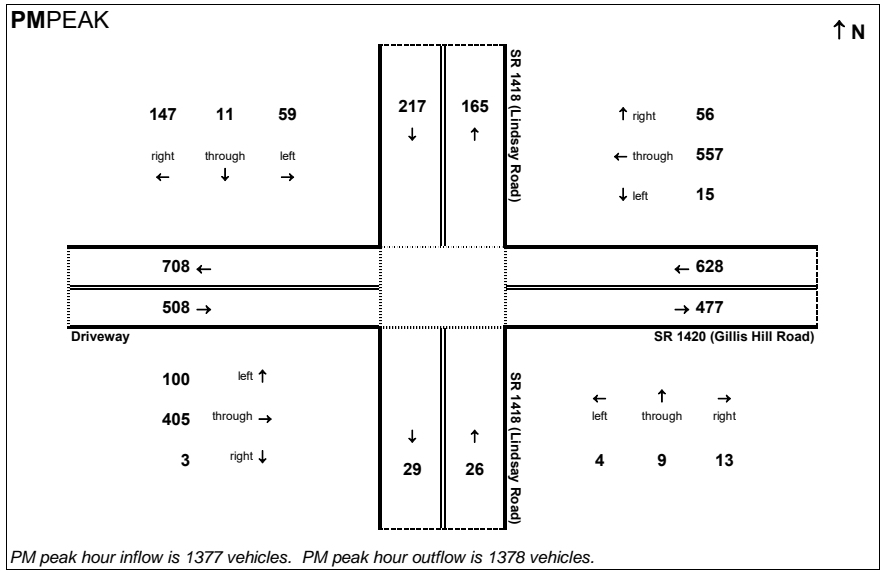 PMPEAK
↑ N
147 11 59
right through left
← ↓ →
217 165
↓ ↑
SR 1418 (Lindsay Road)
↑ right 56
← through 557
↓ left 15
708 ←
508 →
← 628
→ 477
Driveway
SR 1420 (Gillis Hill Road)
100 left ↑
405 through →
3 right ↓
↓ ↑
29 26
SR 1418 (Lindsay Road)
← ↑ →
left through right
4 9 13
PM peak hour inflow is 1377 vehicles. PM peak hour outflow is 1378 vehicles.